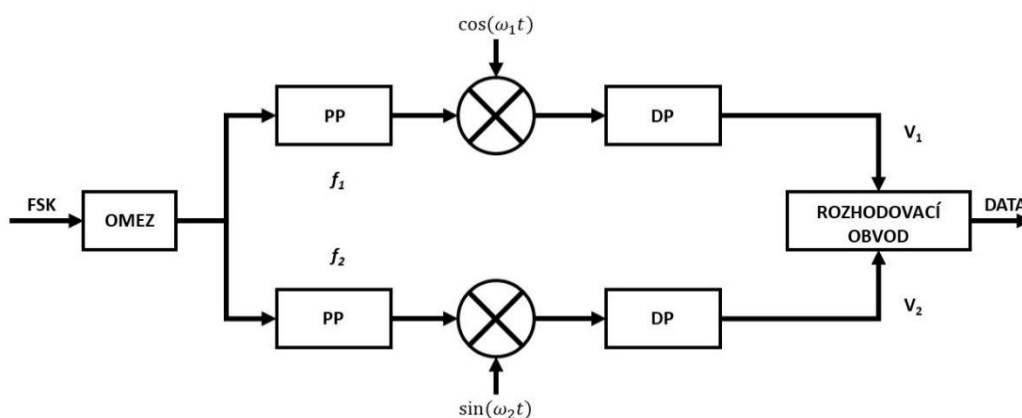 cos(ω₁t)
PP
DP
V₁
f₁
FSK
OMEZ
ROZHODOVACÍ
OBVOD
DATA
f₂
PP
DP
V₂
sin(ω₂t)